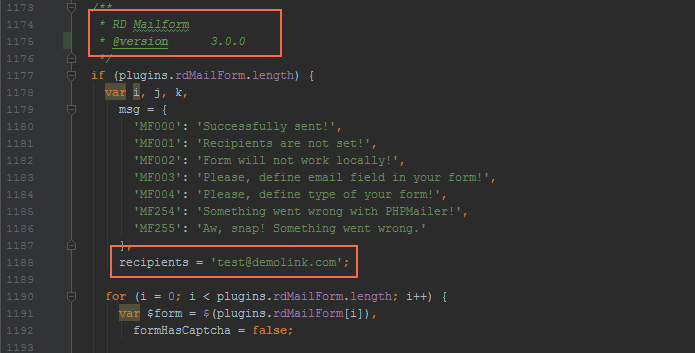 1173 /**
1174 * RD Mailform
1175 * @version 3.0.0
1176 */
1177 if (plugins.rdMailForm.length) {
1178 var i, j, k,
1179 msg = {
1180 'MF000': 'Successfully sent!',
1181 'MF001': 'Recipients are not set!',
1182 'MF002': 'Form will not work locally!',
1183 'MF003': 'Please, define email field in your form!',
1184 'MF004': 'Please, define type of your form!',
1185 'MF254': 'Something went wrong with PHPMailer!',
1186 'MF255': 'Aw, snap! Something went wrong.'
1187 },
1188 recipients = 'test@demolink.com';
1189
1190 for (i = 0; i < plugins.rdMailForm.length; i++) {
1191 var $form = $(plugins.rdMailForm[i]),
1192 formHasCaptcha = false;
1193